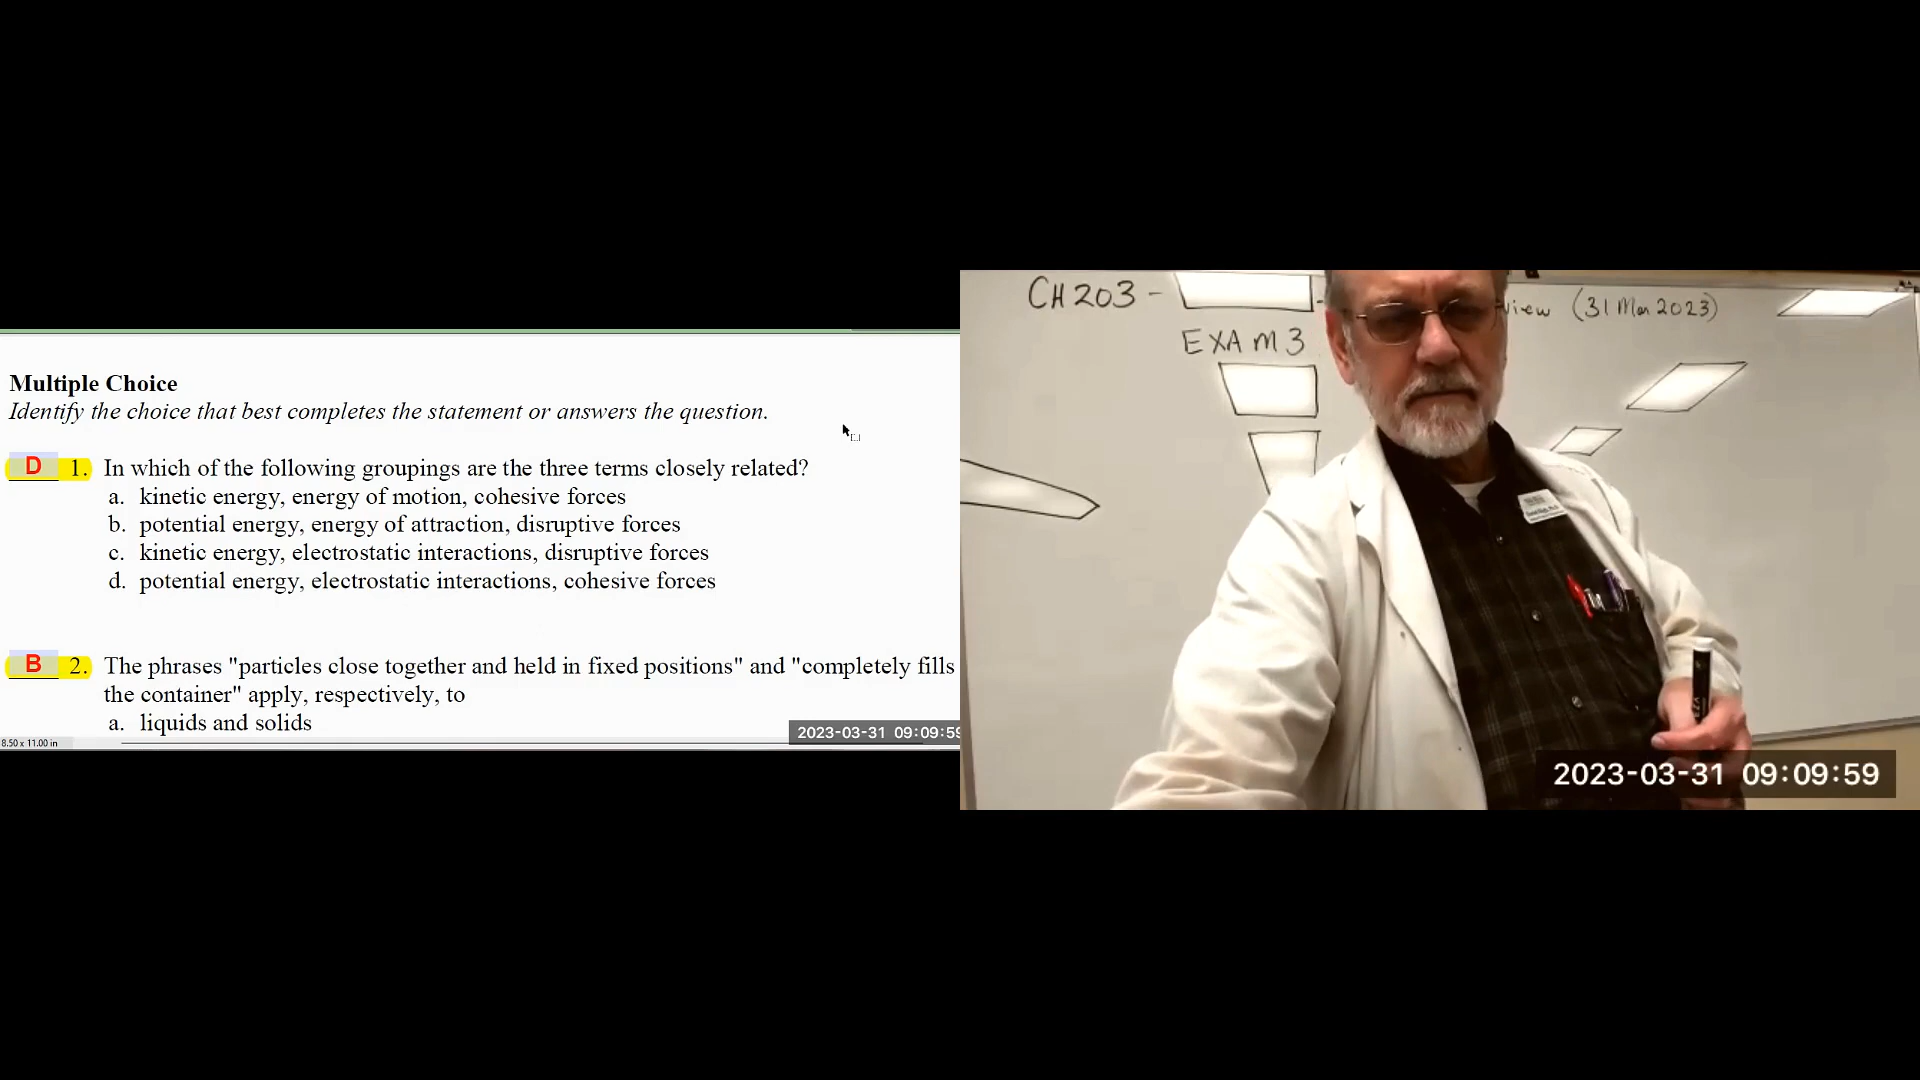 Multiple Choice
Identify the choice that best completes the statement or answers the question.
D 1. In which of the following groupings are the three terms closely related?
a. kinetic energy, energy of motion, cohesive forces
b. potential energy, energy of attraction, disruptive forces
c. kinetic energy, electrostatic interactions, disruptive forces
d. potential energy, electrostatic interactions, cohesive forces
B 2. The phrases "particles close together and held in fixed positions" and "completely fills
the container" apply, respectively, to
a. liquids and solids
8.50 x 11.00 in
2023-03-31 09:09:59
CH 203 - (31 Mar 2023)
EXAM 3
2023-03-31 09:09:59